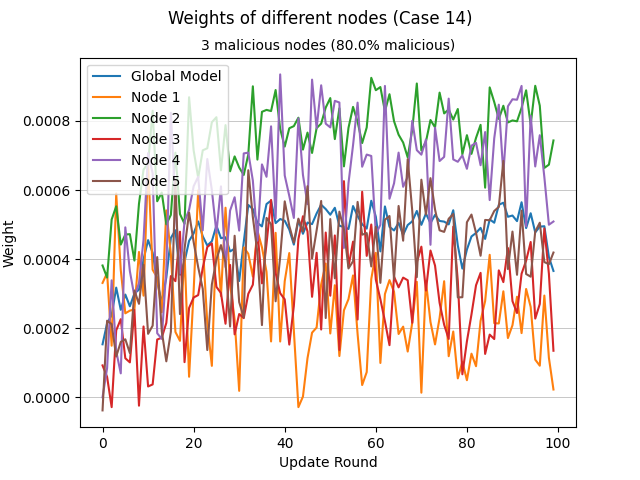 Weights of different nodes (Case 14)
3 malicious nodes (80.0% malicious)
Global Model
Node 1
Node 2
Node 3
Node 4
Node 5
0.0008
0.0006
0.0004
0.0002
0.0000
Weight
0 20 40 60 80 100
Update Round